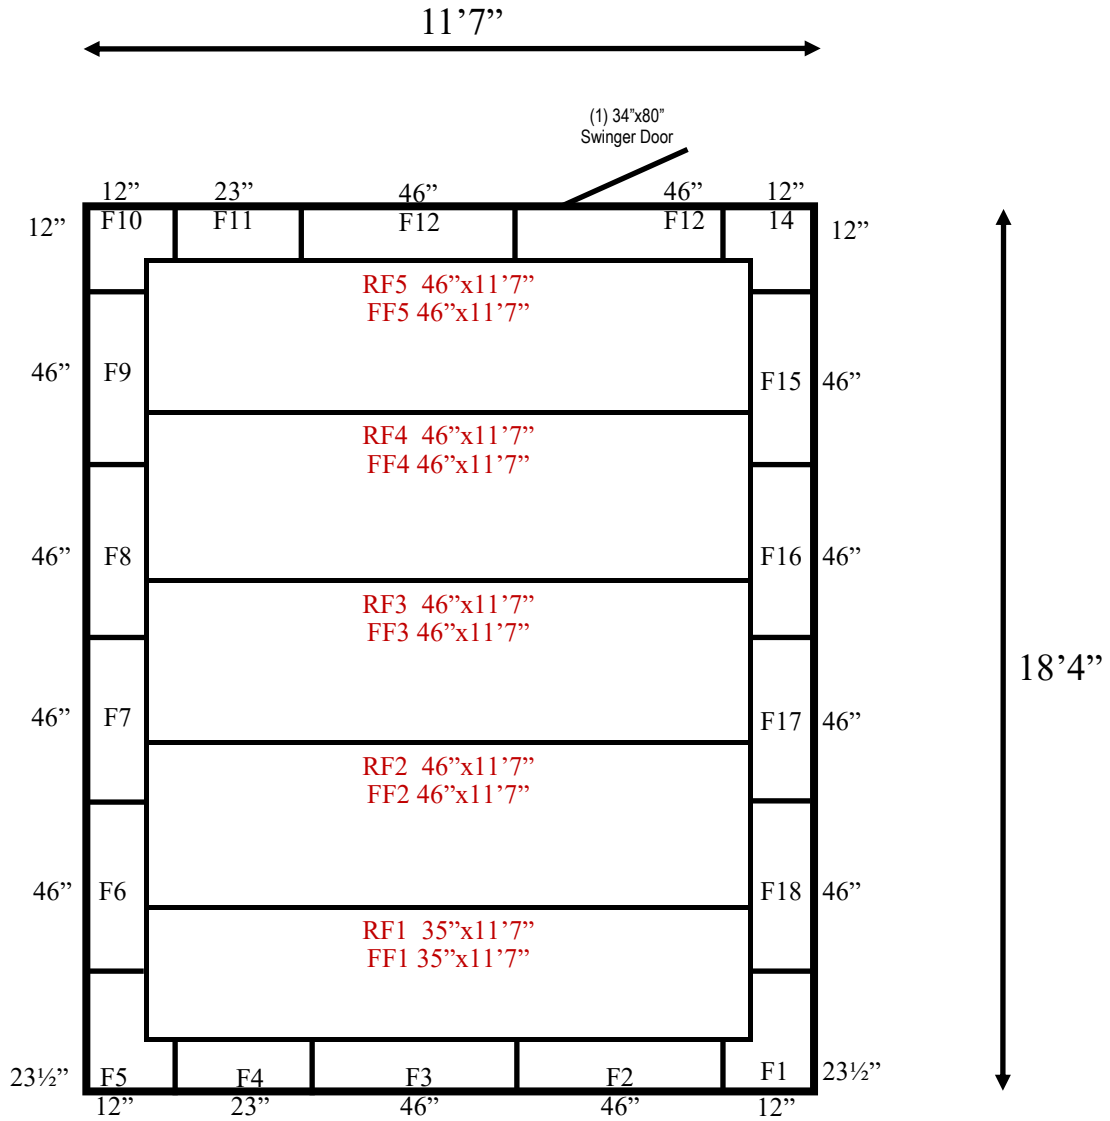 11’7”
(1) 34”x80”
Swinger Door
12” 23” 46” 46” 12”
12” F10 F11 F12 F12 14 12”
RF5 46”x11’7”
FF5 46”x11’7”
46” F9 F15 46”
RF4 46”x11’7”
FF4 46”x11’7”
46” F8 F16 46”
RF3 46”x11’7”
FF3 46”x11’7”
18’4”
46” F7 F17 46”
RF2 46”x11’7”
FF2 46”x11’7”
46” F6 F18 46”
RF1 35”x11’7”
FF1 35”x11’7”
23½” F5 F4 F3 F2 F1 23½”
12” 23” 46” 46” 12”